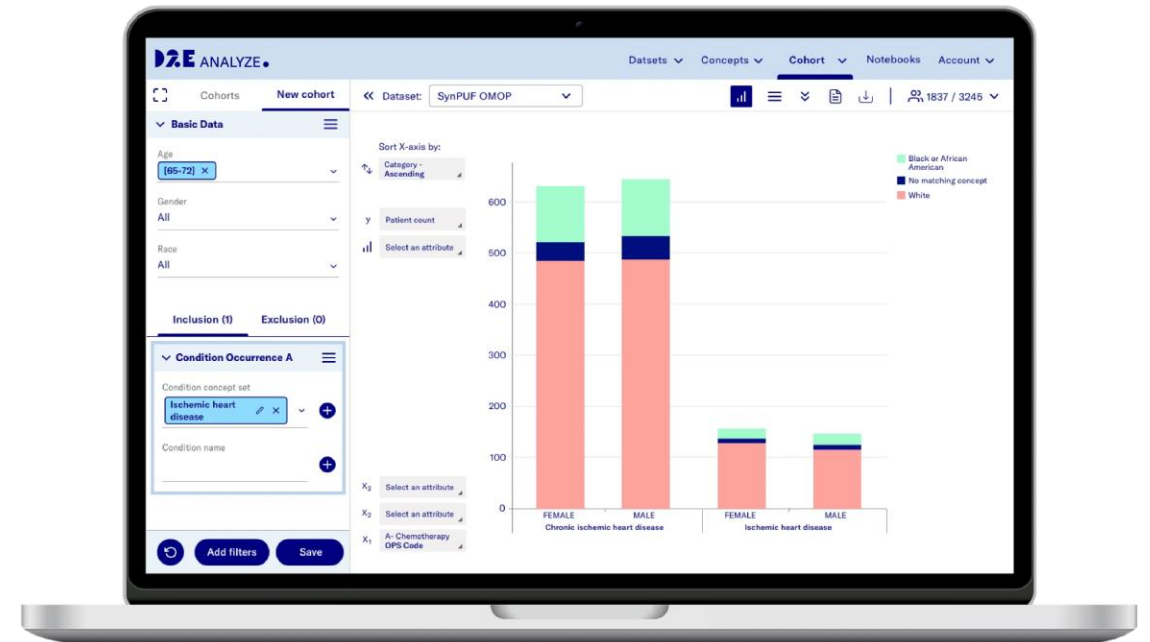 D2E ANALYZE.
Datsets
Concepts
Cohort
Notebooks
Account
Cohorts
New cohort
Dataset:
SynPUF OMOP
1837 / 3245
Basic Data
Age
[65-72] ×
Gender
All
Race
All
Inclusion (1)
Exclusion (0)
Condition Occurrence A
Condition concept set
Ischemic heart
disease
Condition name
Add filters
Save
Sort X-axis by:
Category -
Ascending
y
Patient count
Select an attribute
X₃
Select an attribute
X₂
Select an attribute
X₁
A- Chemotherapy
OPS Code
600
500
400
300
200
100
0
FEMALE
MALE
FEMALE
MALE
Chronic ischemic heart disease
Ischemic heart disease
Black or African
American
No matching concept
White